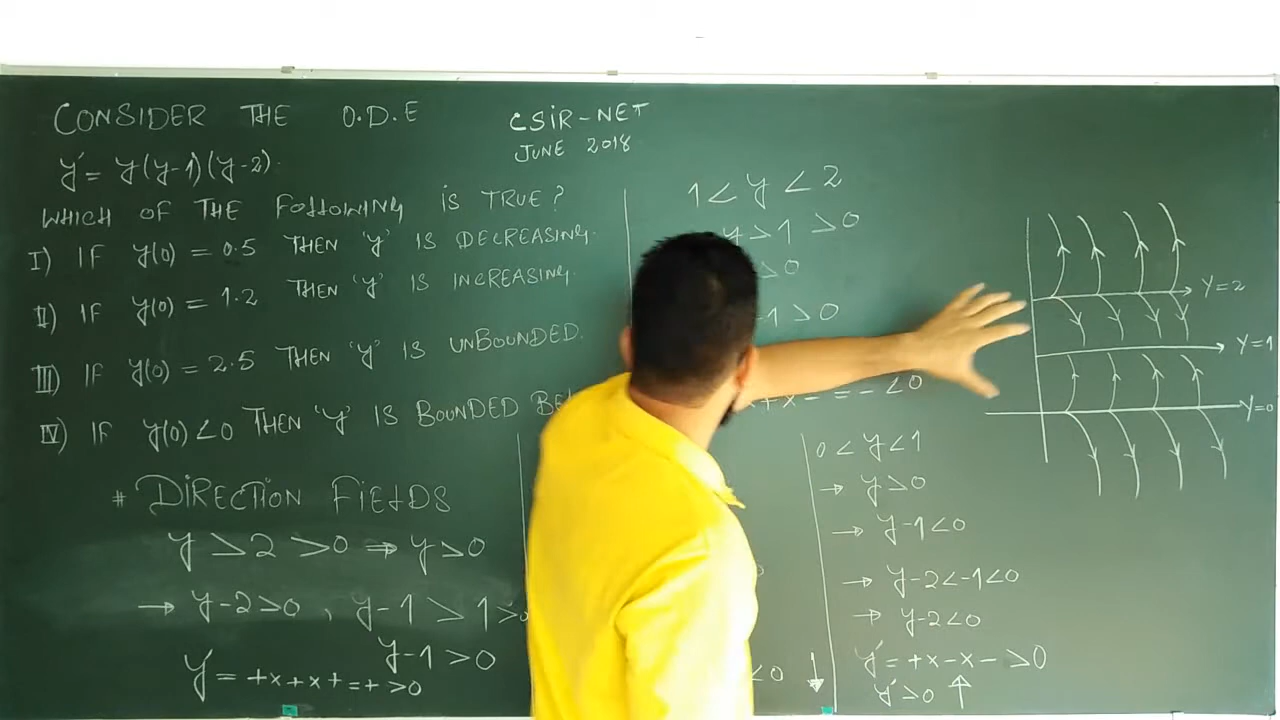 CONSIDER THE O.D.E
CSIR-NET
JUNE 2018
y' = y(y-1)(y-2).
WHICH OF THE FOLLOWING IS TRUE?
I) IF y(0) = 0.5 THEN 'y' IS DECREASING.
II) IF y(0) = 1.2 THEN 'y' IS INCREASING.
III) IF y(0) = 2.5 THEN 'y' IS UNBOUNDED.
IV) IF y(0) < 0 THEN 'y' IS BOUNDED
# DIRECTION FIELDS
y > 2 > 0 ⇒ y > 0
→ y-2 > 0 , y-1 > 1 > 0
y-1 > 0
y' = + x + x + = + > 0
1 < y < 2
y > 1 > 0
> 0
-1 > 0
+ x - = - < 0
< 0 ↓
0 < y < 1
→ y > 0
→ y-1 < 0
→ y-2 < -1 < 0
→ y-2 < 0
y' = + x - x - > 0
y' > 0 ↑
y=2
y=1
y=0